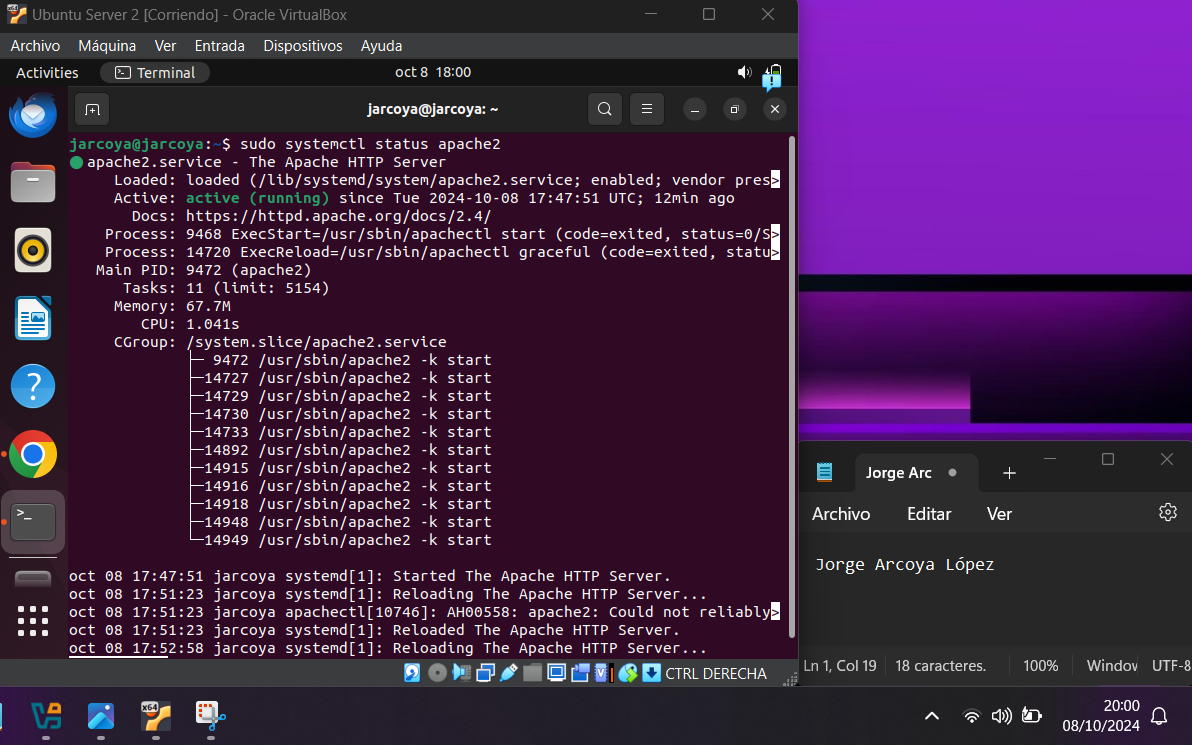 Ubuntu Server 2 [Corriendo] - Oracle VirtualBox
Archivo Máquina Ver Entrada Dispositivos Ayuda
Activities Terminal oct 8 18:00
jarcoya@jarcoya: ~
jarcoya@jarcoya:~$ sudo systemctl status apache2
apache2.service - The Apache HTTP Server
Loaded: loaded (/lib/systemd/system/apache2.service; enabled; vendor pres>
Active: active (running) since Tue 2024-10-08 17:47:51 UTC; 12min ago
Docs: https://httpd.apache.org/docs/2.4/
Process: 9468 ExecStart=/usr/sbin/apachectl start (code=exited, status=0/S>
Process: 14720 ExecReload=/usr/sbin/apachectl graceful (code=exited, statu>
Main PID: 9472 (apache2)
Tasks: 11 (limit: 5154)
Memory: 67.7M
CPU: 1.041s
CGroup: /system.slice/apache2.service
├─ 9472 /usr/sbin/apache2 -k start
├─14727 /usr/sbin/apache2 -k start
├─14729 /usr/sbin/apache2 -k start
├─14730 /usr/sbin/apache2 -k start
├─14733 /usr/sbin/apache2 -k start
├─14892 /usr/sbin/apache2 -k start
├─14915 /usr/sbin/apache2 -k start
├─14916 /usr/sbin/apache2 -k start
├─14918 /usr/sbin/apache2 -k start
├─14948 /usr/sbin/apache2 -k start
└─14949 /usr/sbin/apache2 -k start
oct 08 17:47:51 jarcoya systemd[1]: Started The Apache HTTP Server.
oct 08 17:51:23 jarcoya systemd[1]: Reloading The Apache HTTP Server...
oct 08 17:51:23 jarcoya apachectl[10746]: AH00558: apache2: Could not reliably>
oct 08 17:51:23 jarcoya systemd[1]: Reloaded The Apache HTTP Server.
oct 08 17:52:58 jarcoya systemd[1]: Reloading The Apache HTTP Server...
CTRL DERECHA
Jorge Arc
Archivo Editar Ver
Jorge Arcoya López
Ln 1, Col 19 18 caracteres. 100% Window UTF-8
x64
20:00
08/10/2024